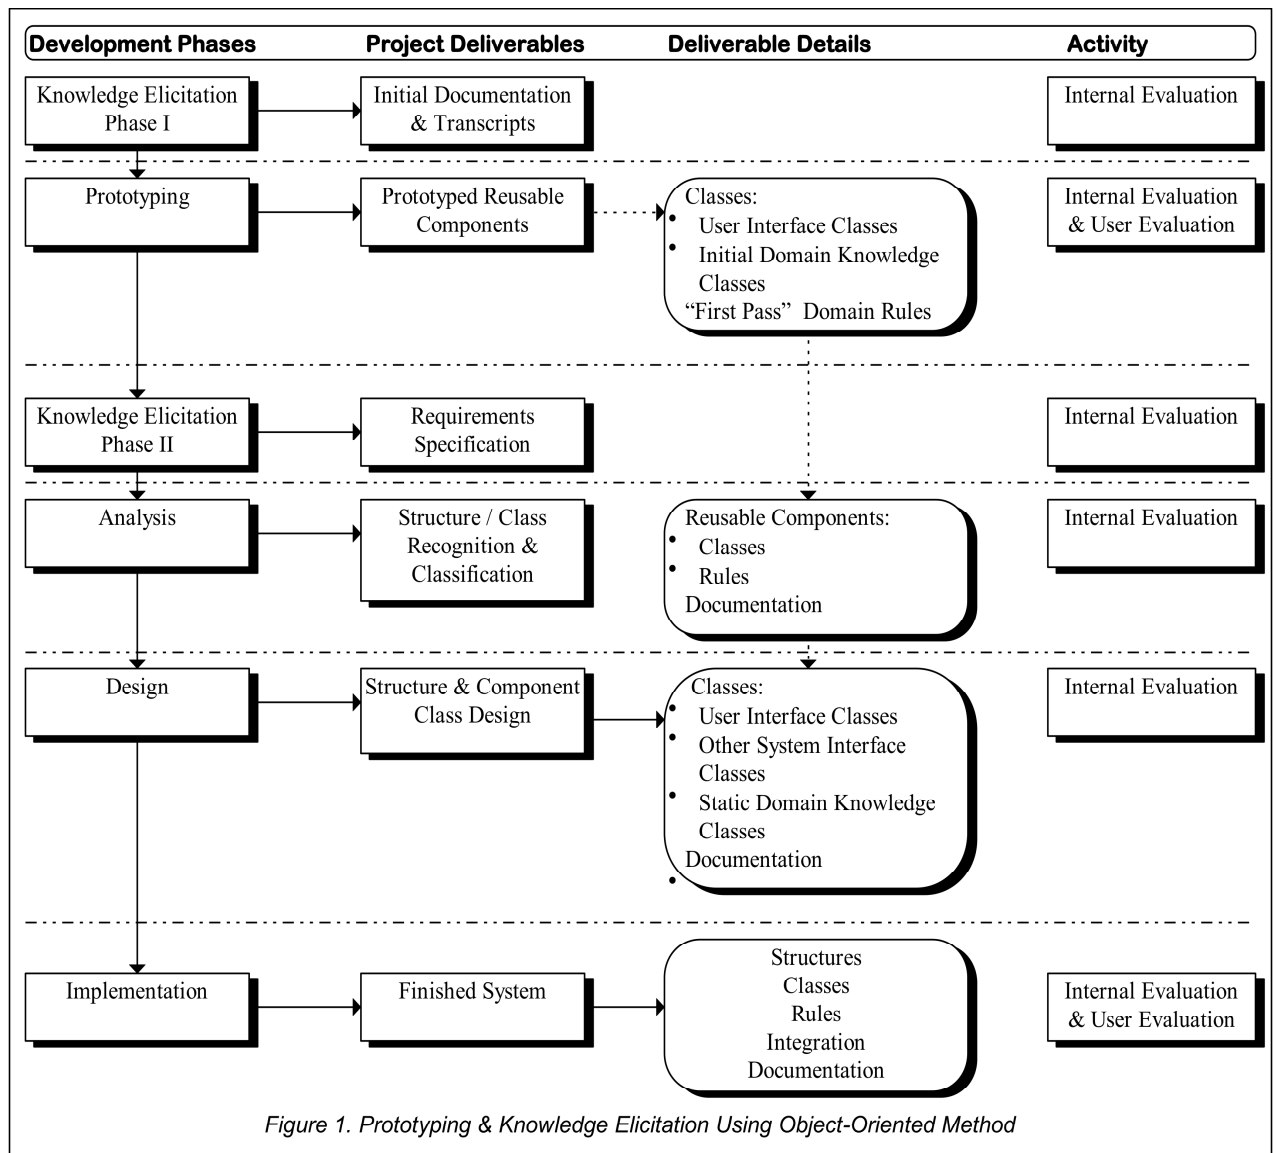 Development Phases
Project Deliverables
Deliverable Details
Activity
Knowledge Elicitation
Phase I
Initial Documentation
& Transcripts
Internal Evaluation
Prototyping
Prototyped Reusable
Components
Classes:
• User Interface Classes
• Initial Domain Knowledge
Classes
“First Pass” Domain Rules
Internal Evaluation
& User Evaluation
Knowledge Elicitation
Phase II
Requirements
Specification
Internal Evaluation
Analysis
Structure / Class
Recognition &
Classification
Reusable Components:
• Classes
• Rules
Documentation
Internal Evaluation
Design
Structure & Component
Class Design
Classes:
• User Interface Classes
• Other System Interface
Classes
• Static Domain Knowledge
Classes
Documentation
•
Internal Evaluation
Implementation
Finished System
Structures
Classes
Rules
Integration
Documentation
Internal Evaluation
& User Evaluation
Figure 1. Prototyping & Knowledge Elicitation Using Object-Oriented Method